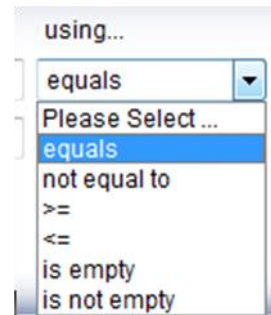 using...
equals
Please Select ...
equals
not equal to
>=
<=
is empty
is not empty